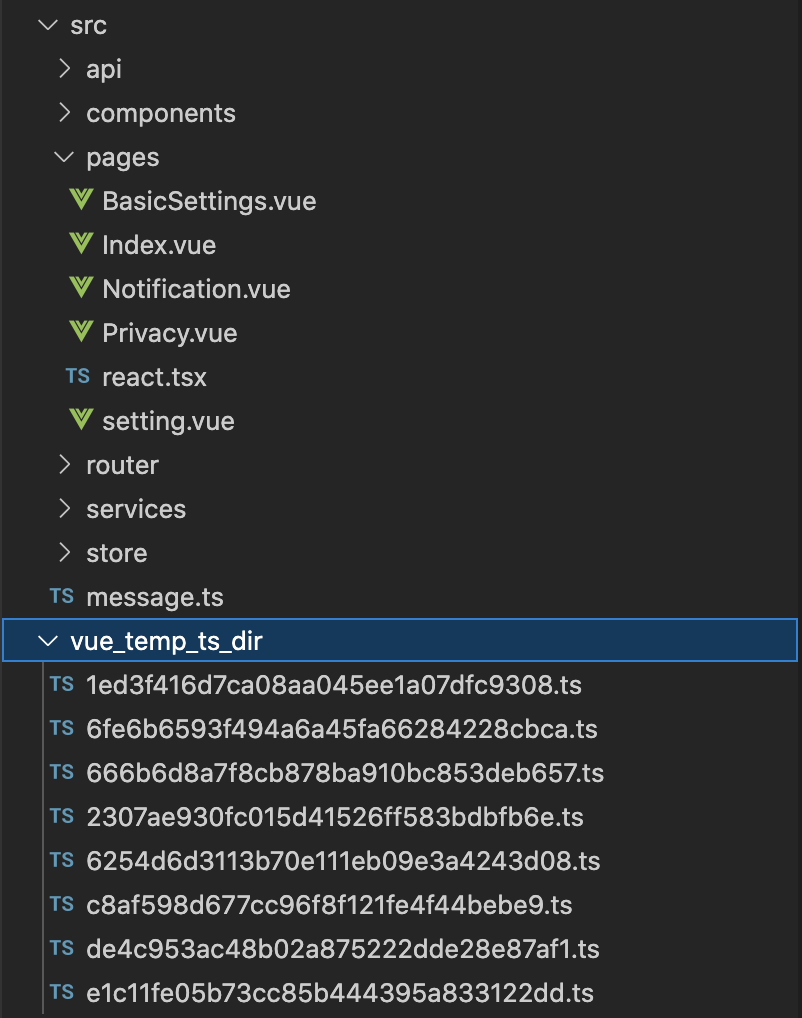 src
api
components
pages
BasicSettings.vue
Index.vue
Notification.vue
Privacy.vue
TS react.tsx
setting.vue
router
services
store
TS message.ts
vue_temp_ts_dir
TS 1ed3f416d7ca08aa045ee1a07dfc9308.ts
TS 6fe6b6593f494a6a45fa66284228cbca.ts
TS 666b6d8a7f8cb878ba910bc853deb657.ts
TS 2307ae930fc015d41526ff583bdbfb6e.ts
TS 6254d6d3113b70e111eb09e3a4243d08.ts
TS c8af598d677cc96f8f121fe4f44bebe9.ts
TS de4c953ac48b02a875222dde28e87af1.ts
TS e1c11fe05b73cc85b444395a833122dd.ts